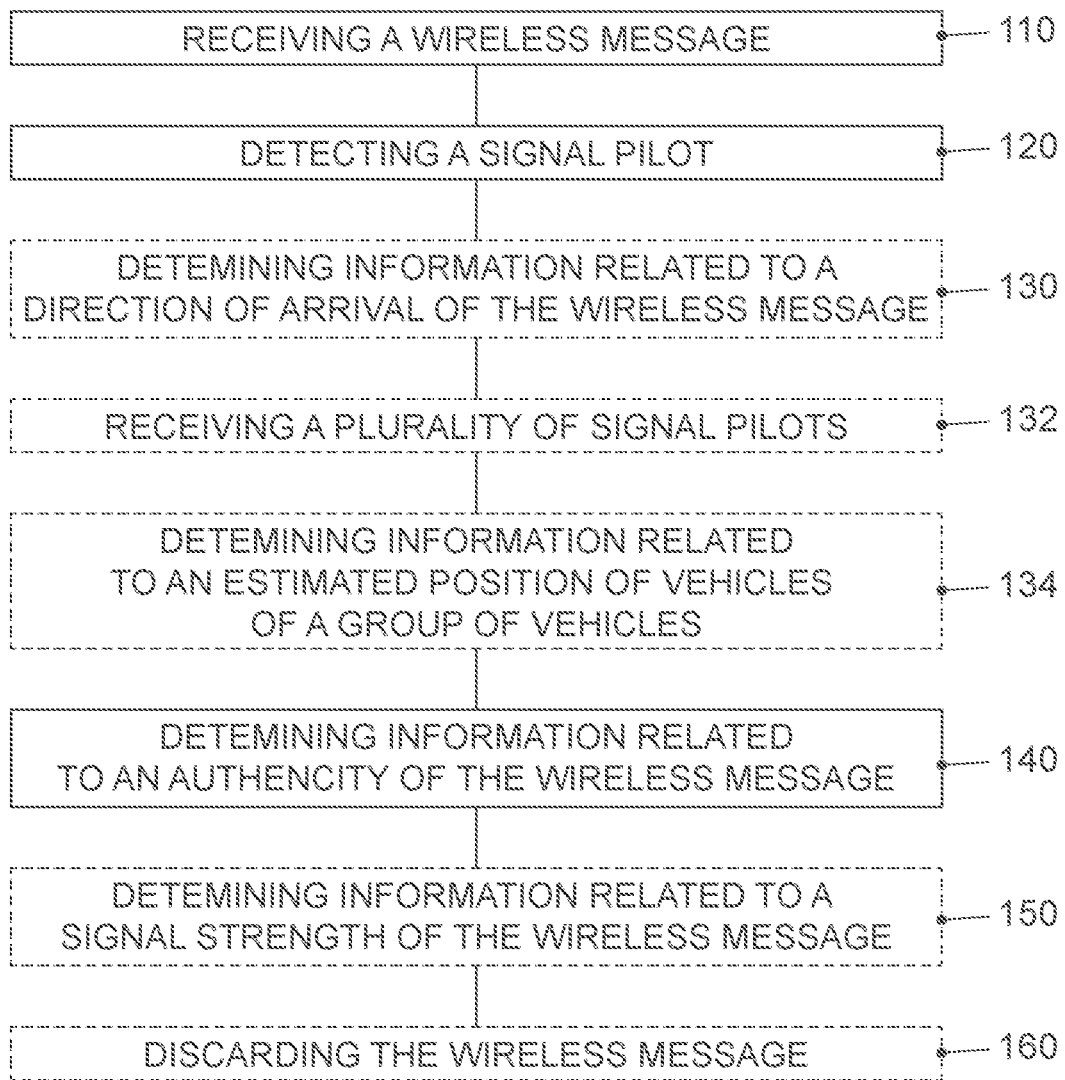 RECEIVING A WIRELESS MESSAGE
110
DETECTING A SIGNAL PILOT
120
DETEMINING INFORMATION RELATED TO A
DIRECTION OF ARRIVAL OF THE WIRELESS MESSAGE
130
RECEIVING A PLURALITY OF SIGNAL PILOTS
132
DETEMINING INFORMATION RELATED
TO AN ESTIMATED POSITION OF VEHICLES
OF A GROUP OF VEHICLES
134
DETEMINING INFORMATION RELATED
TO AN AUTHENCITY OF THE WIRELESS MESSAGE
140
DETEMINING INFORMATION RELATED TO A
SIGNAL STRENGTH OF THE WIRELESS MESSAGE
150
DISCARDING THE WIRELESS MESSAGE
160